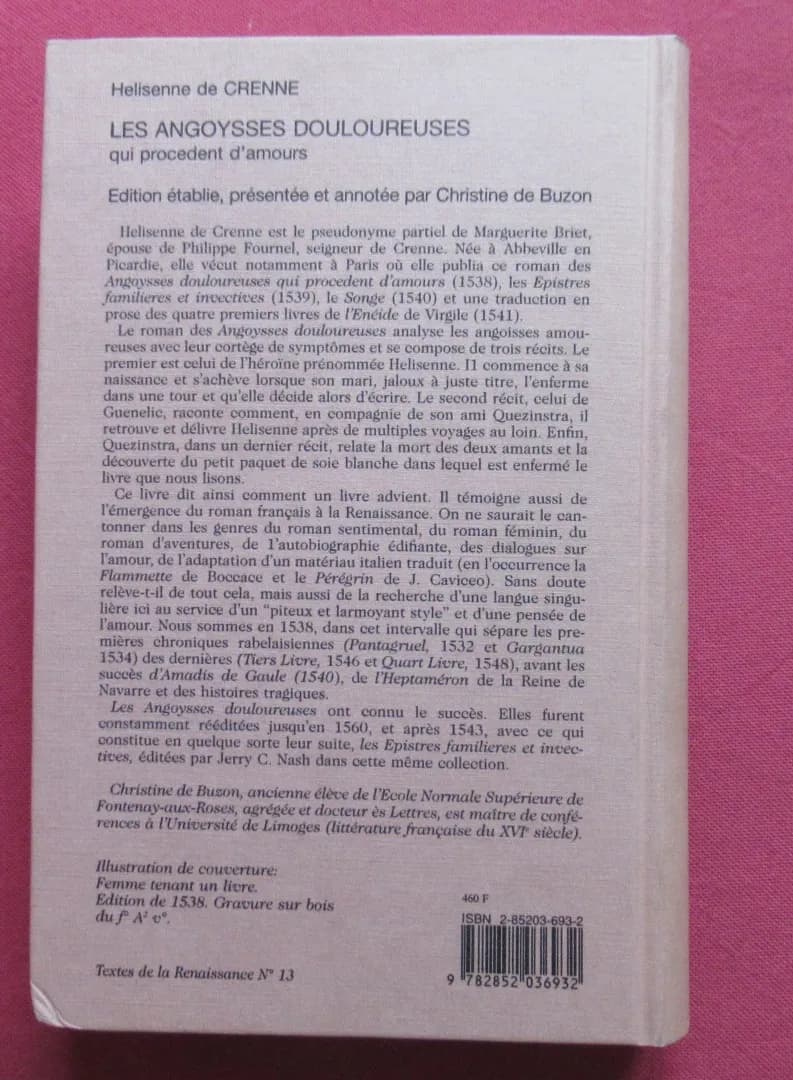 Helisenne de CRENNE
LES ANGOYSSES DOULOUREUSES
qui procedent d'amours
Edition établie, présentée et annotée par Christine de Buzon
Helisenne de Crenne est le pseudonyme partiel de Marguerite Briet,
épouse de Philippe Fournel, seigneur de Crenne. Née à Abbeville en
Picardie, elle vécut notamment à Paris où elle publia ce roman des
Angoysses douloureuses qui procedent d'amours (1538), les Epistres
familieres et invectives (1539), le Songe (1540) et une traduction en
prose des quatre premiers livres de l'Enéide de Virgile (1541).
Le roman des Angoysses douloureuses analyse les angoisses amou-
reuses avec leur cortège de symptômes et se compose de trois récits. Le
premier est celui de l'héroïne prénommée Helisenne. I1 commence à sa
naissance et s'achève lorsque son mari, jaloux à juste titre, l'enferme
dans une tour et qu'elle décide alors d'écrire. Le second récit, celui de
Guenelic, raconte comment, en compagnie de son ami Quezinstra, il
retrouve et délivre Helisenne après de multiples voyages au loin. Enfin,
Quezinstra, dans un dernier récit, relate la mort des deux amants et la
découverte du petit paquet de soie blanche dans lequel est enfermé le
livre que nous lisons.
Ce livre dit ainsi comment un livre advient. Il témoigne aussi de
l'émergence du roman français à la Renaissance. On ne saurait le can-
tonner dans les genres du roman sentimental, du roman féminin, du
roman d'aventures, de l'autobiographie édifiante, des dialogues sur
l'amour, de l'adaptation d'un matériau italien traduit (en l'occurrence la
Flammette de Boccace et le Pérégrin de J. Caviceo). Sans doute
relève-t-il de tout cela, mais aussi de la recherche d'une langue singu-
lière ici au service d'un "piteux et larmoyant style" et d'une pensée de
l'amour. Nous sommes en 1538, dans cet intervalle qui sépare les pre-
mières chroniques rabelaisiennes (Pantagruel, 1532 et Gargantua
1534) des dernières (Tiers Livre, 1546 et Quart Livre, 1548), avant les
succès d'Amadis de Gaule (1540), de l'Heptaméron de la Reine de
Navarre et des histoires tragiques.
Les Angoysses douloureuses ont connu le succès. Elles furent
constamment rééditées jusqu'en 1560, et après 1543, avec ce qui
constitue en quelque sorte leur suite, les Epistres familieres et invec-
tives, éditées par Jerry C. Nash dans cette même collection.
Christine de Buzon, ancienne élève de l'Ecole Normale Supérieure de
Fontenay-aux-Roses, agrégée et docteur ès Lettres, est maître de confé-
rences à l'Université de Limoges (littérature française du XVIe siècle).
Illustration de couverture:
Femme tenant un livre.
Edition de 1538. Gravure sur bois
du f° A² v°.
Textes de la Renaissance N° 13
460 F
ISBN 2-85203-693-2
9 782852 036932